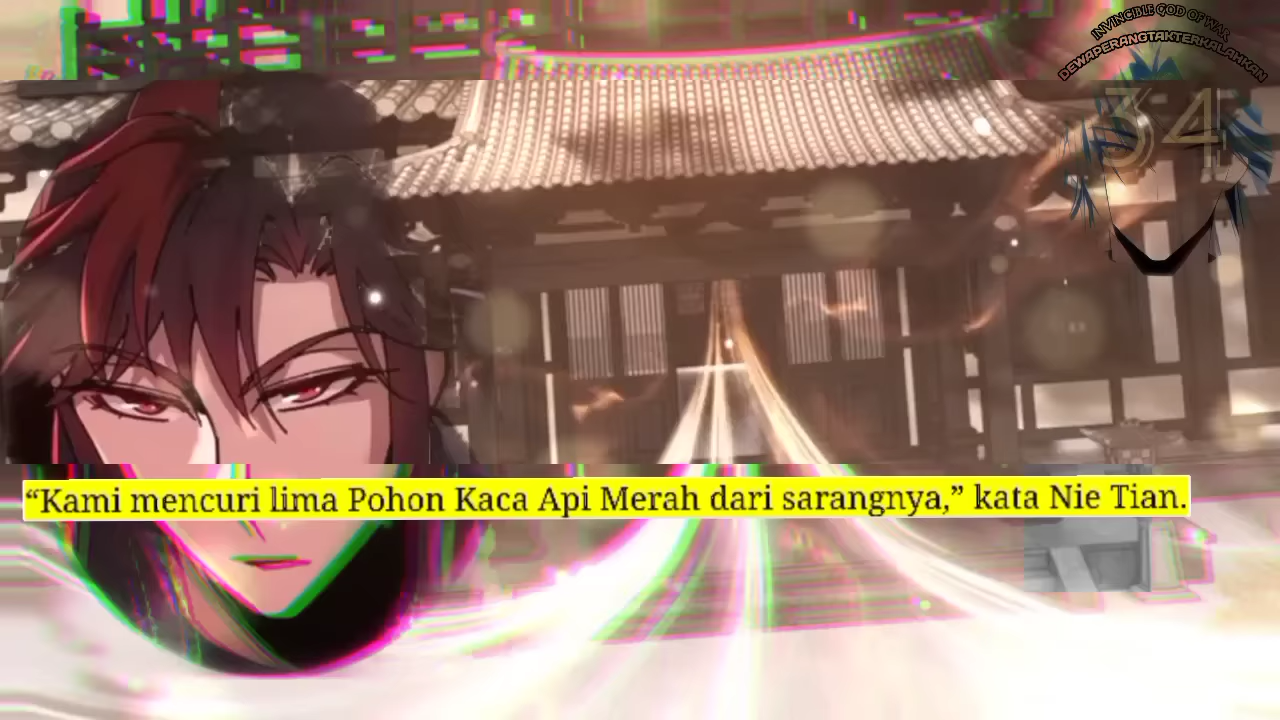 INVINCIBLE GOD OF WAR
DEWAPERANGTAKTERKALAHKAN
34
“Kami mencuri lima Pohon Kaca Api Merah dari sarangnya,” kata Nie Tian.